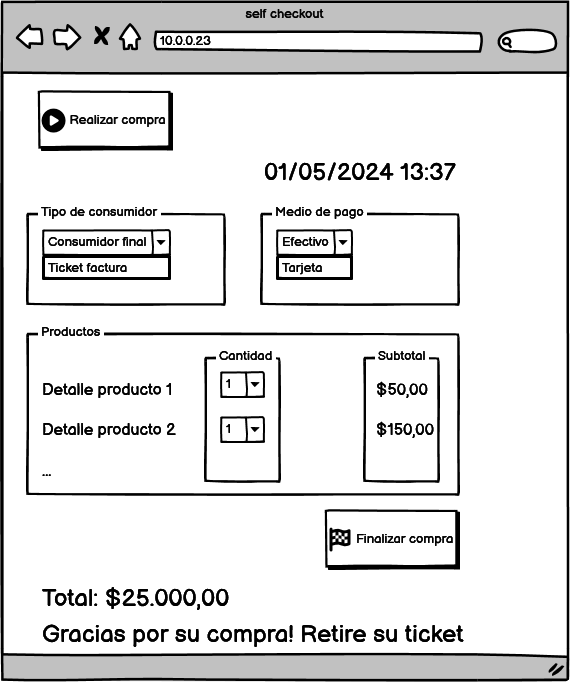 self checkout
10.0.0.23
Realizar compra
01/05/2024 13:37
Tipo de consumidor
Medio de pago
Consumidor final
Efectivo
Ticket factura
Tarjeta
Productos
Cantidad
Subtotal
Detalle producto 1
1
$50,00
Detalle producto 2
1
$150,00
...
Finalizar compra
Total: $25.000,00
Gracias por su compra! Retire su ticket